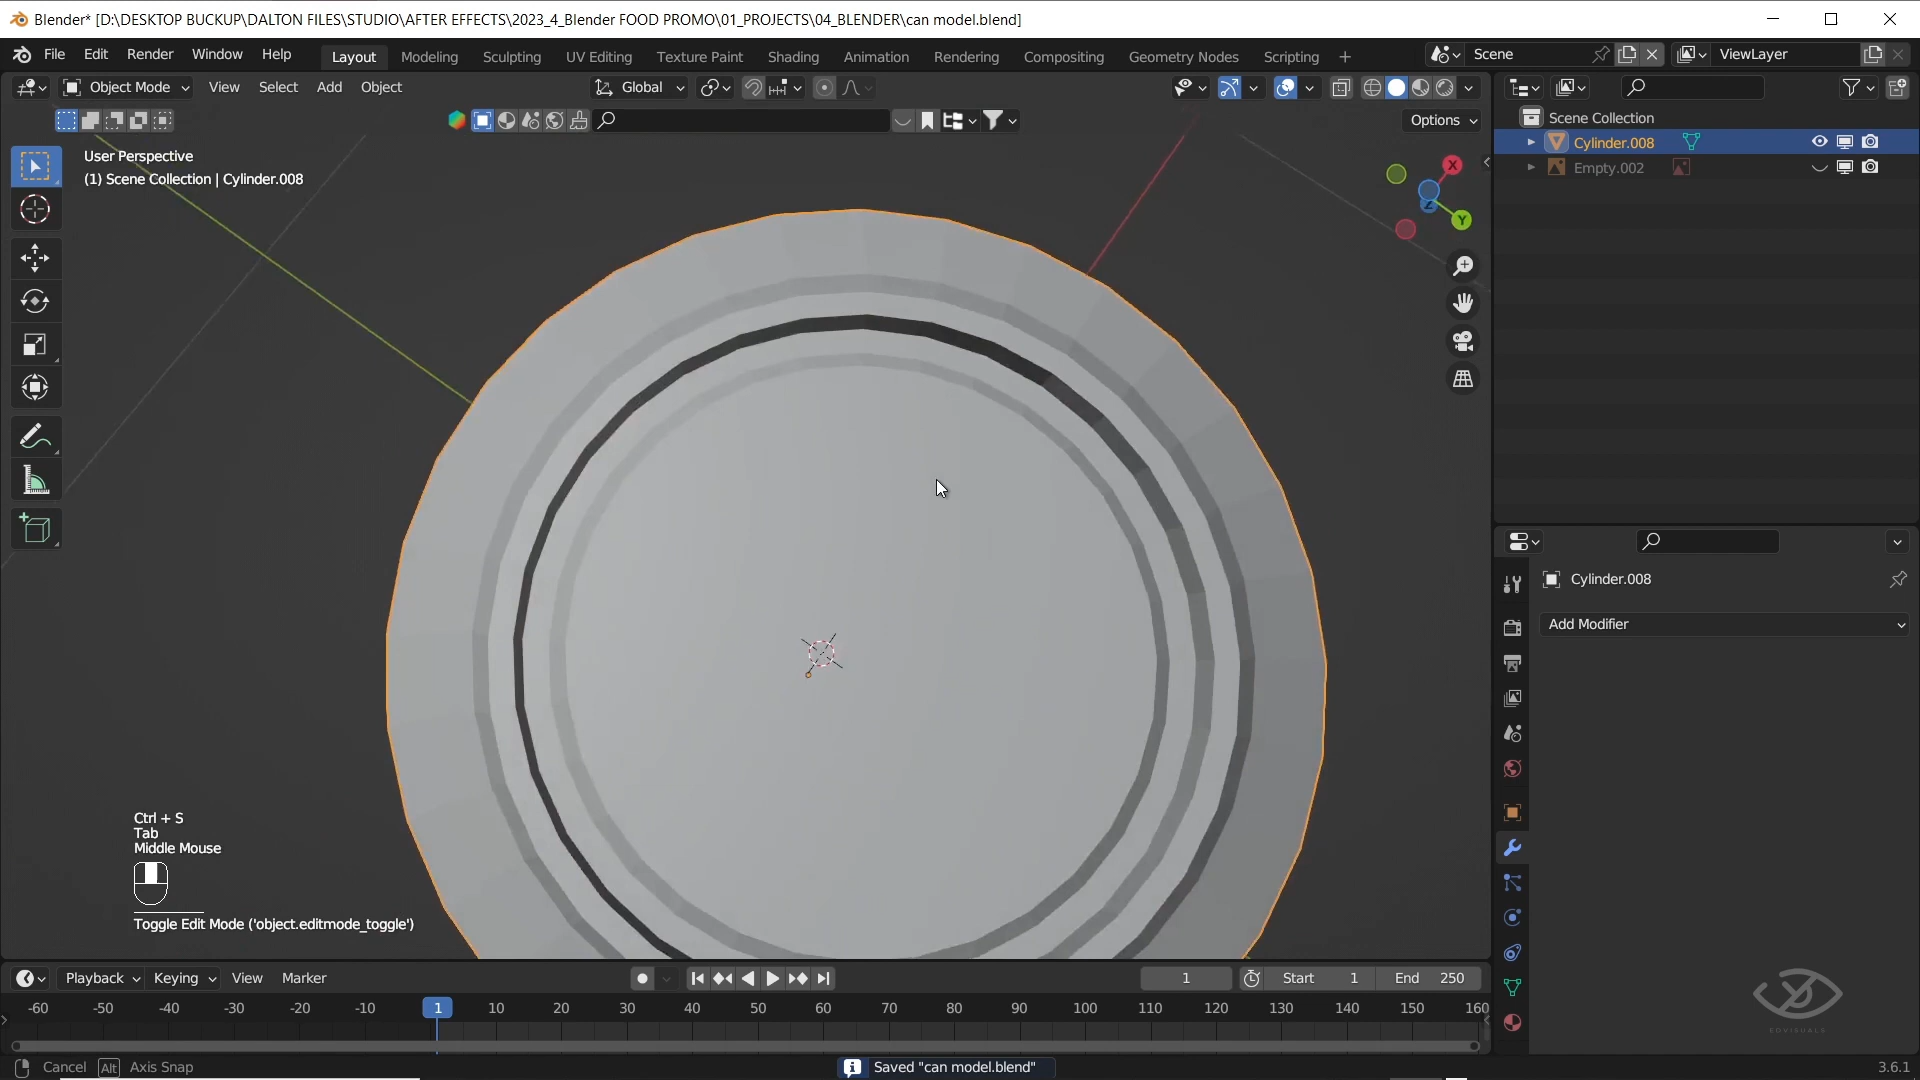 Blender* [D:\DESKTOP BUCKUP\DALTON FILES\STUDIO\AFTER EFFECTS\2023_4_Blender FOOD PROMO\01_PROJECTS\04_BLENDER\can model.blend]
File Edit Render Window Help Layout Modeling Sculpting UV Editing Texture Paint Shading Animation Rendering Compositing Geometry Nodes Scripting + Scene ViewLayer
Object Mode View Select Add Object Global
Options
User Perspective
(1) Scene Collection | Cylinder.008
X
Y
Z
Scene Collection
Cylinder.008
Empty.002
Cylinder.008
Add Modifier
Ctrl + S
Tab
Middle Mouse
Toggle Edit Mode ('object.editmode_toggle')
Playback Keying View Marker 1 Start 1 End 250
-60 -50 -40 -30 -20 -10 1 10 20 30 40 50 60 70 80 90 100 110 120 130 140 150 160
EDVISUALS
Cancel Alt Axis Snap Saved "can model.blend" 3.6.1